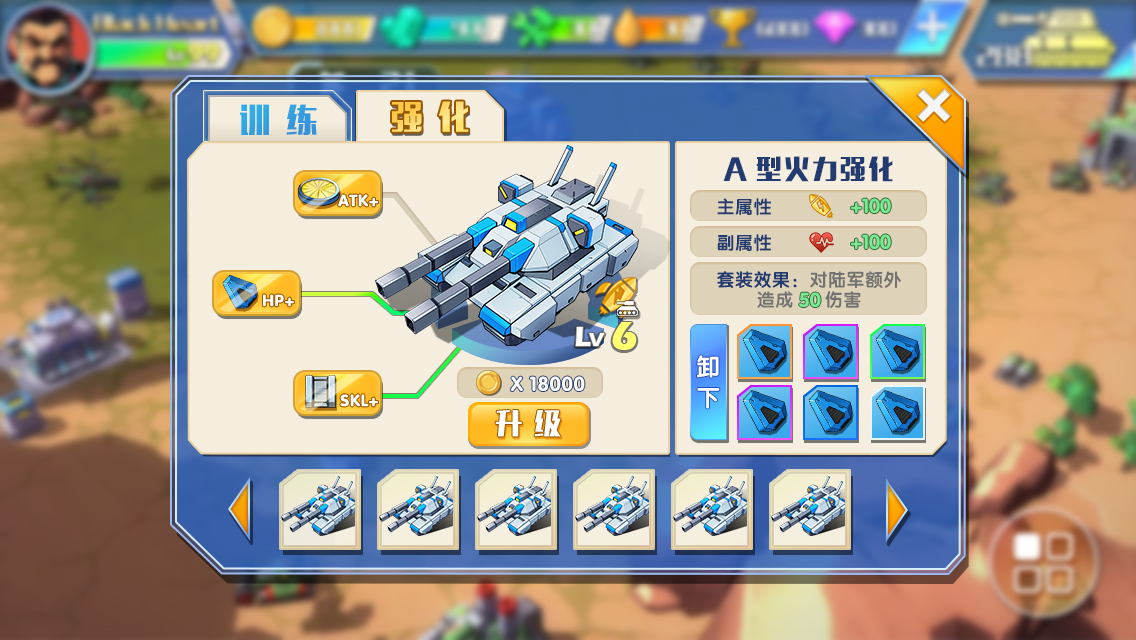 训练
强化
ATK+
HP+
SKL+
Lv 6
X 18000
升级
A型火力强化
主属性 +100
副属性 +100
套装效果：对陆军额外
造成50伤害
卸下